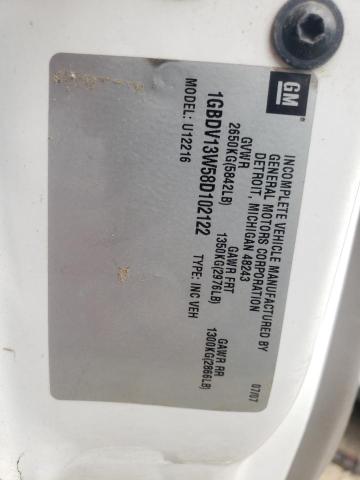 GM
INCOMPLETE VEHICLE MANUFACTURED BY
GENERAL MOTORS CORPORATION
DETROIT, MICHIGAN 48243
07/07
GVWR GAWR FRT GAWR RR
2650KG(5842LB) 1350KG(2976LB) 1300KG(2866LB)
1GBDV13W58D102122 TYPE: INC VEH
MODEL: U12216